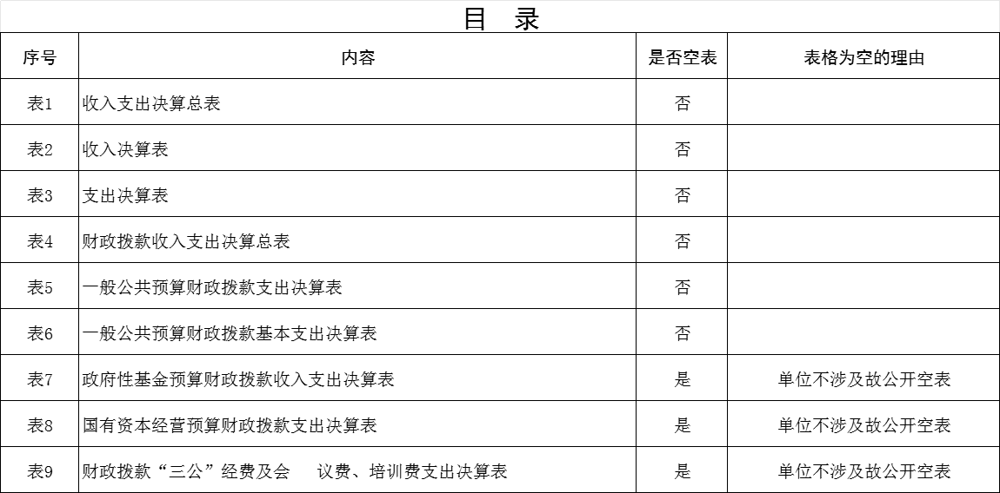 目 录
序号 内容 是否空表 表格为空的理由
表1 收入支出决算总表 否
表2 收入决算表 否
表3 支出决算表 否
表4 财政拨款收入支出决算总表 否
表5 一般公共预算财政拨款支出决算表 否
表6 一般公共预算财政拨款基本支出决算表 否
表7 政府性基金预算财政拨款收入支出决算表 是 单位不涉及故公开空表
表8 国有资本经营预算财政拨款支出决算表 是 单位不涉及故公开空表
表9 财政拨款“三公”经费及会 议费、培训费支出决算表 是 单位不涉及故公开空表